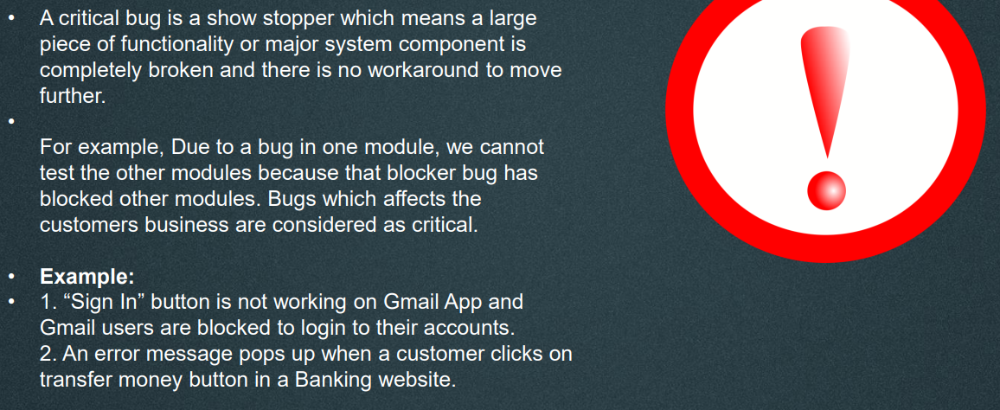 • A critical bug is a show stopper which means a large
piece of functionality or major system component is
completely broken and there is no workaround to move
further.
•
For example, Due to a bug in one module, we cannot
test the other modules because that blocker bug has
blocked other modules. Bugs which affects the
customers business are considered as critical.
• Example:
• 1. “Sign In” button is not working on Gmail App and
Gmail users are blocked to login to their accounts.
2. An error message pops up when a customer clicks on
transfer money button in a Banking website.